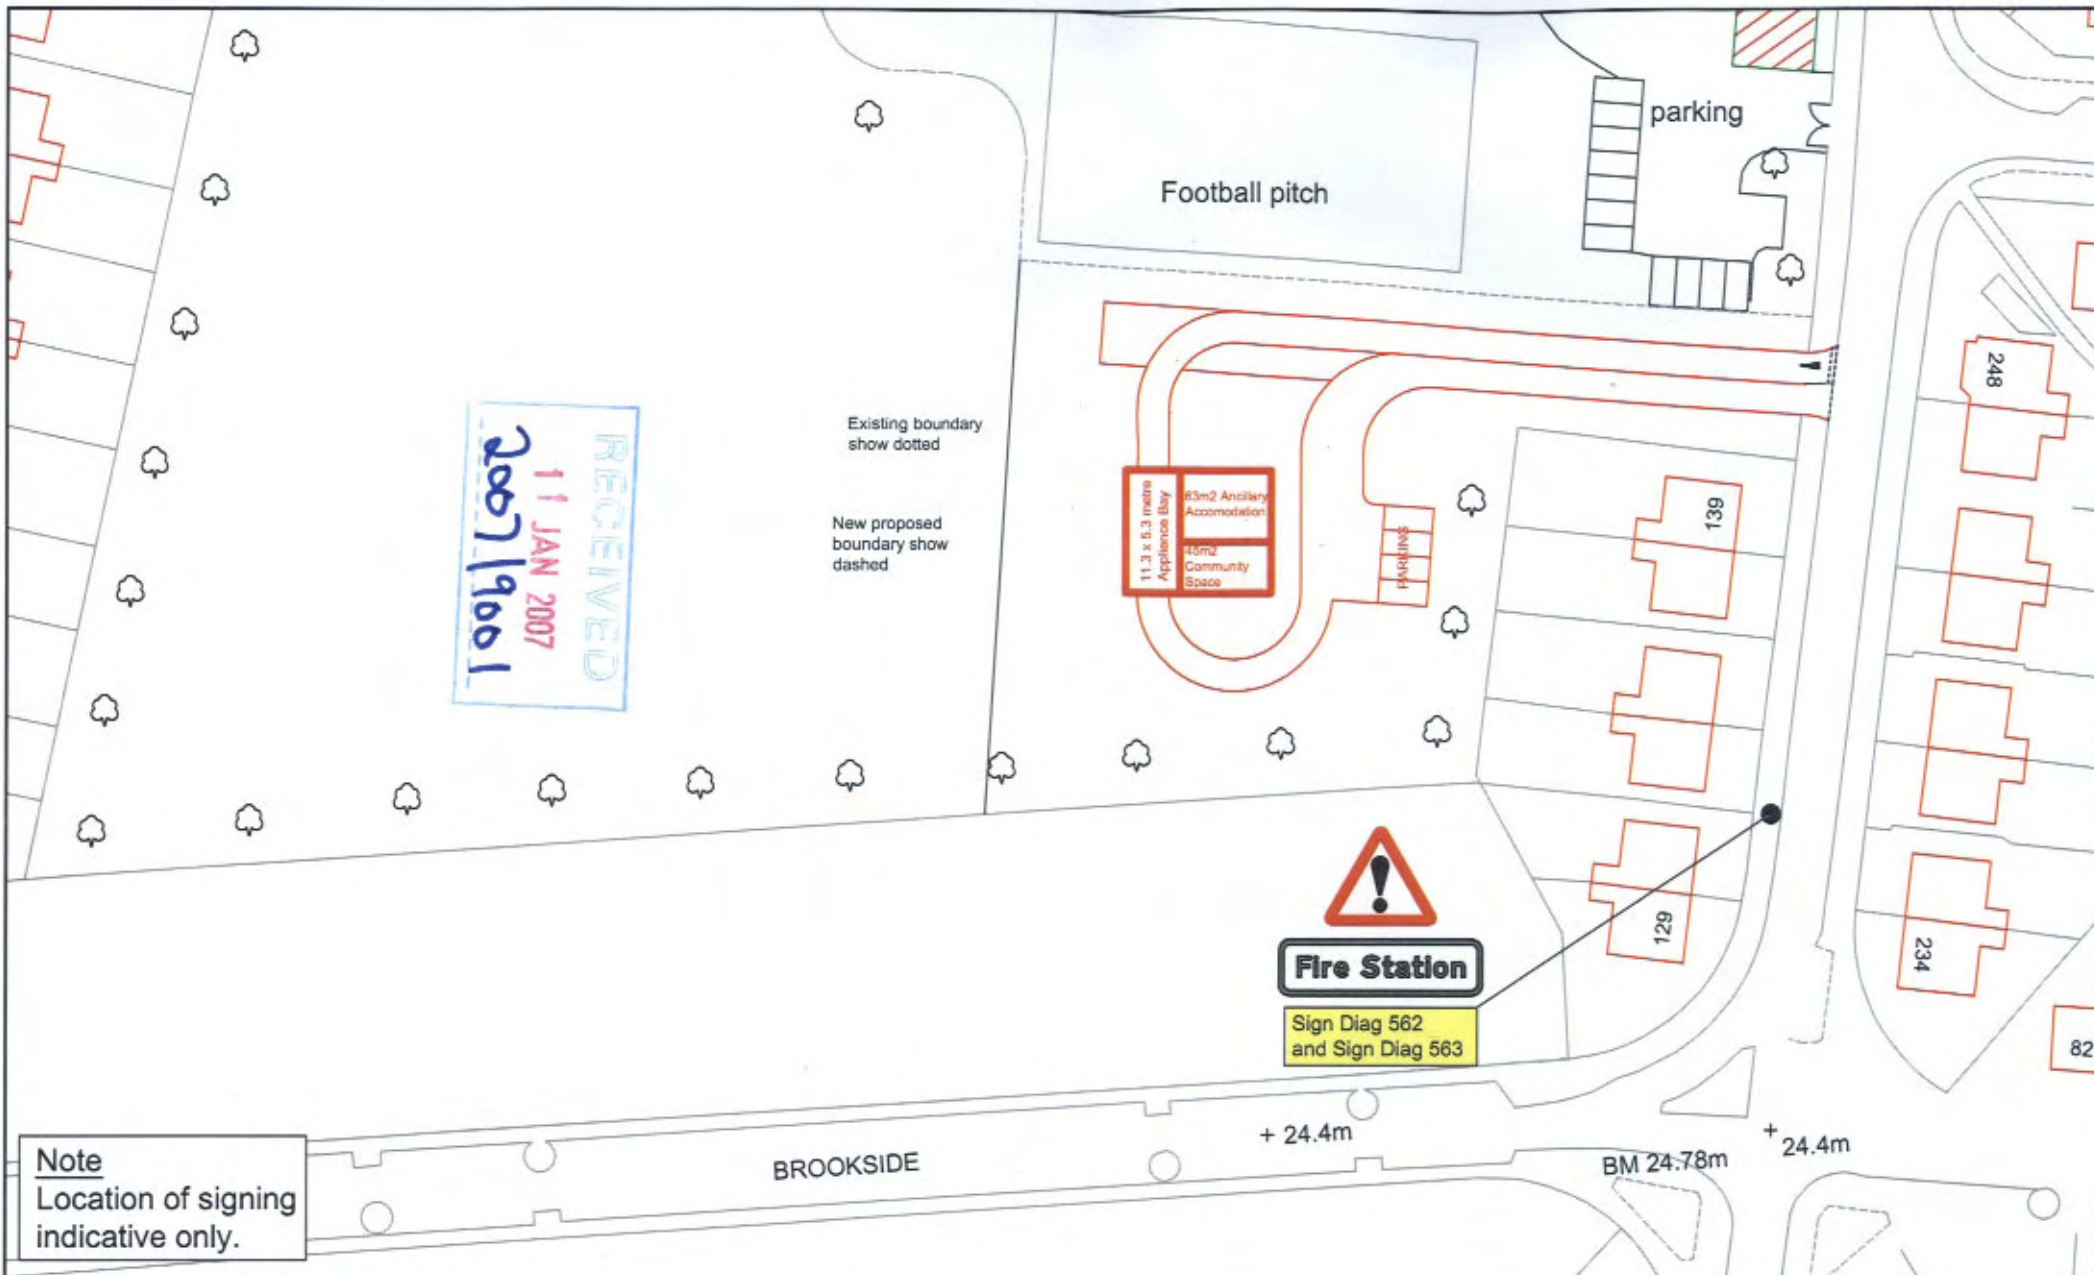 parking
Football pitch
248
Existing boundary
show dotted
RECEIVED
11 JAN 2007
2007/9001
New proposed
boundary show
dashed
11.3 x 5.3 metre
Applience Bay
63m2 Ancillary
Accomodation
45m2
Community
Space
PARKING
139
129
234
Fire Station
Sign Diag 562
and Sign Diag 563
82
Note
Location of signing
indicative only.
BROOKSIDE
+ 24.4m
BM 24.78m
+ 24.4m